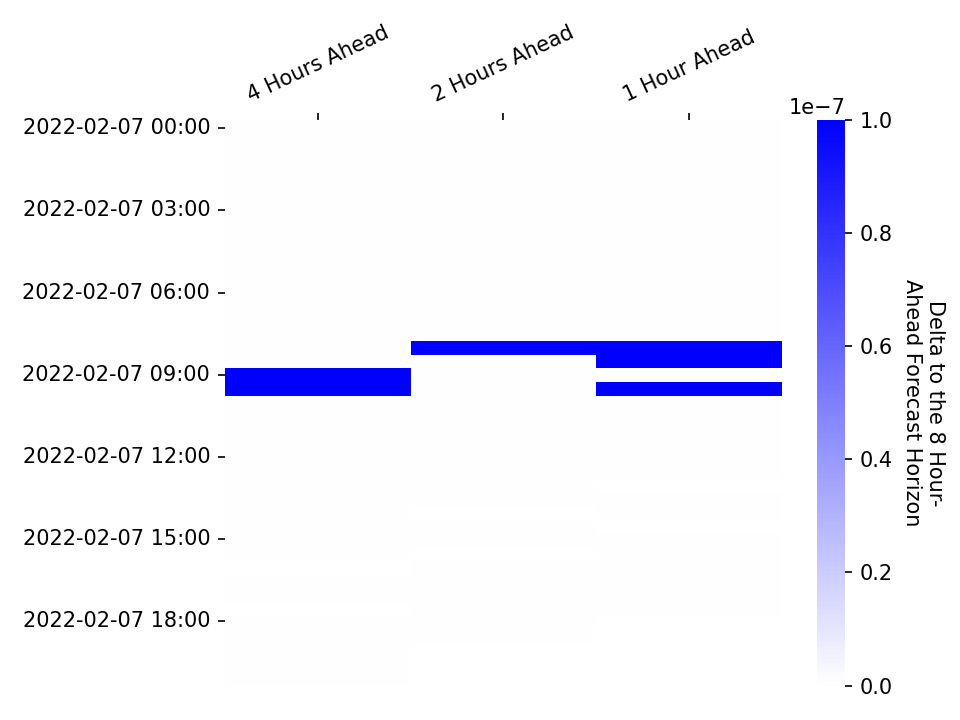 4 Hours Ahead
2 Hours Ahead
1 Hour Ahead
1e−7
2022-02-07 00:00
2022-02-07 03:00
2022-02-07 06:00
2022-02-07 09:00
2022-02-07 12:00
2022-02-07 15:00
2022-02-07 18:00
1.0
0.8
0.6
0.4
0.2
0.0
Delta to the 8 Hour-
Ahead Forecast Horizon